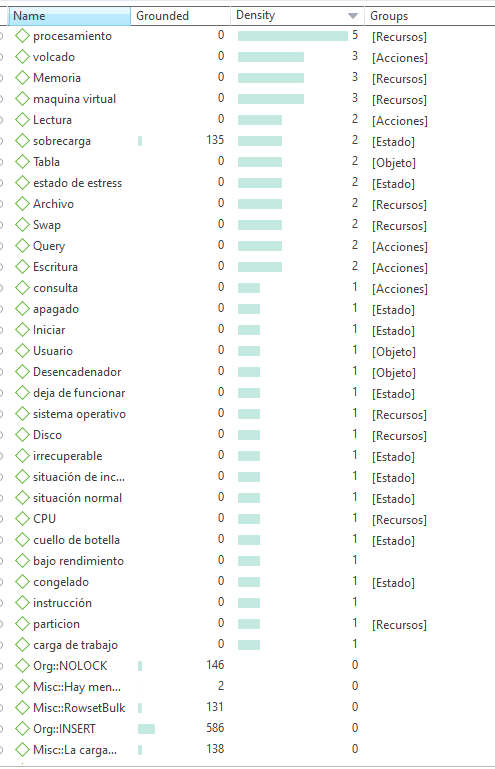 Name Grounded Density Groups
procesamiento 0 5 [Recursos]
volcado 0 3 [Acciones]
Memoria 0 3 [Recursos]
maquina virtual 0 3 [Recursos]
Lectura 0 2 [Acciones]
sobrecarga 135 2 [Estado]
Tabla 0 2 [Objeto]
estado de estress 0 2 [Estado]
Archivo 0 2 [Recursos]
Swap 0 2 [Recursos]
Query 0 2 [Acciones]
Escritura 0 2 [Acciones]
consulta 0 1 [Acciones]
apagado 0 1 [Estado]
Iniciar 0 1 [Estado]
Usuario 0 1 [Objeto]
Desencadenador 0 1 [Objeto]
deja de funcionar 0 1 [Estado]
sistema operativo 0 1 [Recursos]
Disco 0 1 [Recursos]
irrecuperable 0 1 [Estado]
situación de inc... 0 1 [Estado]
situación normal 0 1 [Estado]
CPU 0 1 [Recursos]
cuello de botella 0 1 [Estado]
bajo rendimiento 0 1
congelado 0 1 [Estado]
instrucción 0 1
particion 0 1 [Recursos]
carga de trabajo 0 1
Org::NOLOCK 146 0
Misc::Hay men... 2 0
Misc::RowsetBulk 131 0
Org::INSERT 586 0
Misc::La carga... 138 0